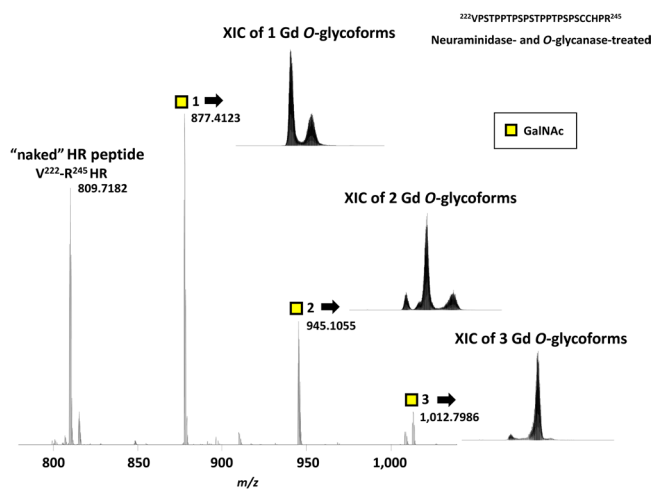 ²²²VPSTPPTPSPSTPPTPSPSCCHPR²⁴⁵
Neuraminidase- and O-glycanase-treated
XIC of 1 Gd O-glycoforms
1
877.4123
GalNAc
“naked” HR peptide
V²²²-R²⁴⁵ HR
809.7182
XIC of 2 Gd O-glycoforms
2
945.1055
XIC of 3 Gd O-glycoforms
3
1,012.7986
800 850 900 950 1,000
m/z